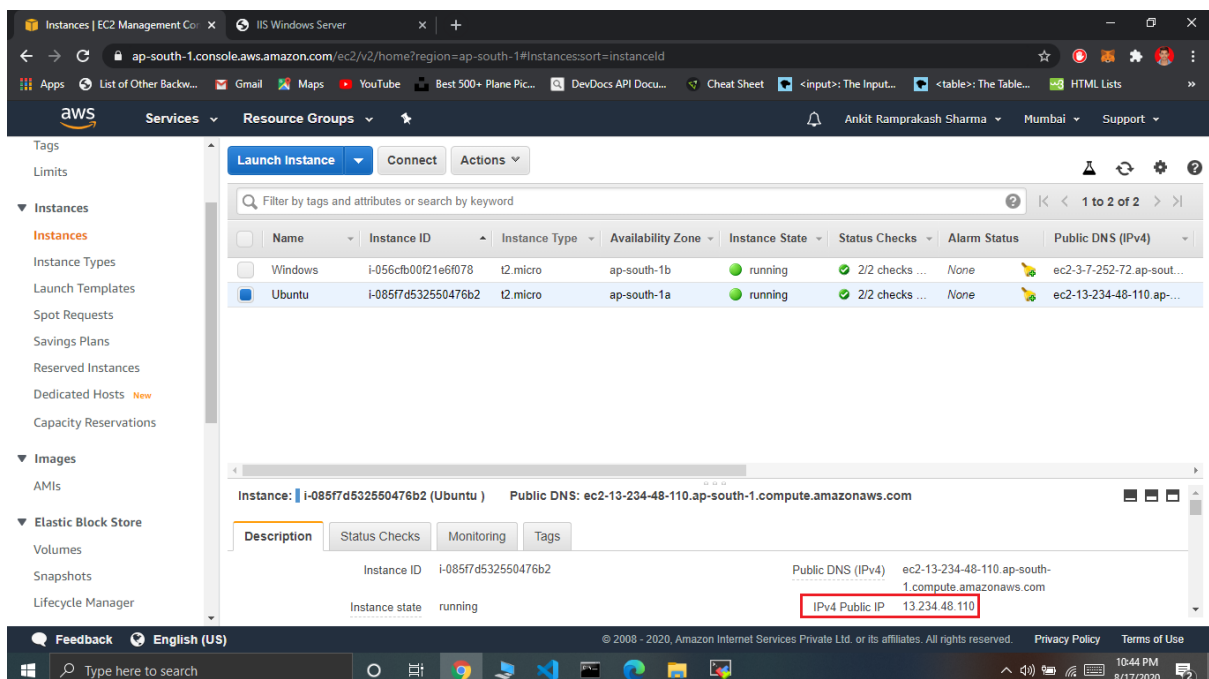 Instances | EC2 Management Con
IIS Windows Server
ap-south-1.console.aws.amazon.com/ec2/v2/home?region=ap-south-1#Instances:sort=instanceId
Apps List of Other Backw... Gmail Maps YouTube Best 500+ Plane Pic... DevDocs API Docu... Cheat Sheet <input>: The Input... <table>: The Table... HTML Lists »
aws Services Resource Groups Ankit Ramprakash Sharma Mumbai Support
Tags
Limits
Instances
Instances
Instance Types
Launch Templates
Spot Requests
Savings Plans
Reserved Instances
Dedicated Hosts New
Capacity Reservations
Images
AMIs
Elastic Block Store
Volumes
Snapshots
Lifecycle Manager
Launch Instance Connect Actions
Filter by tags and attributes or search by keyword 1 to 2 of 2
Name Instance ID Instance Type Availability Zone Instance State Status Checks Alarm Status Public DNS (IPv4)
Windows i-056cfb00f21e6f078 t2.micro ap-south-1b running 2/2 checks ... None ec2-3-7-252-72.ap-sout...
Ubuntu i-085f7d532550476b2 t2.micro ap-south-1a running 2/2 checks ... None ec2-13-234-48-110.ap-...
Instance: i-085f7d532550476b2 (Ubuntu ) Public DNS: ec2-13-234-48-110.ap-south-1.compute.amazonaws.com
Description Status Checks Monitoring Tags
Instance ID i-085f7d532550476b2 Public DNS (IPv4) ec2-13-234-48-110.ap-south-
1.compute.amazonaws.com
Instance state running IPv4 Public IP 13.234.48.110
Feedback English (US) © 2008 - 2020, Amazon Internet Services Private Ltd. or its affiliates. All rights reserved. Privacy Policy Terms of Use
Type here to search 10:44 PM
8/17/2020